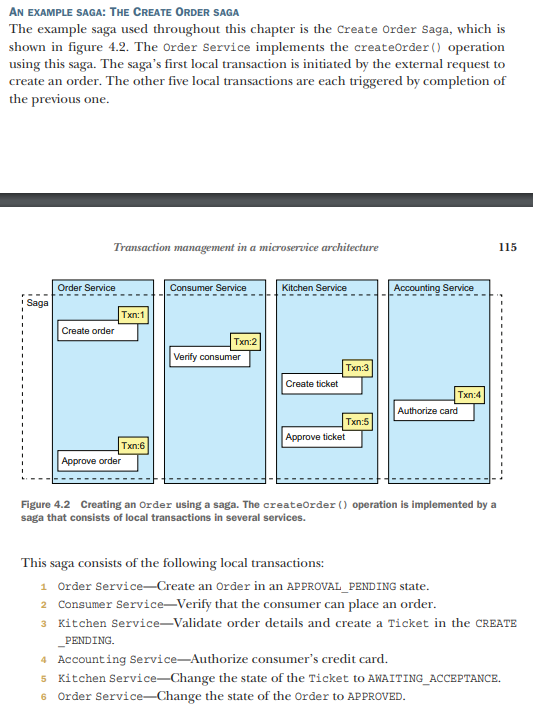 AN EXAMPLE SAGA: THE CREATE ORDER SAGA
The example saga used throughout this chapter is the Create Order Saga, which is
shown in figure 4.2. The Order Service implements the createOrder() operation
using this saga. The saga's first local transaction is initiated by the external request to
create an order. The other five local transactions are each triggered by completion of
the previous one.
Transaction management in a microservice architecture 115
Order Service
Consumer Service
Kitchen Service
Accounting Service
Saga
Txn:1
Create order
Txn:2
Verify consumer
Txn:3
Create ticket
Txn:4
Authorize card
Txn:5
Approve ticket
Txn:6
Approve order
Figure 4.2 Creating an Order using a saga. The createOrder() operation is implemented by a
saga that consists of local transactions in several services.
This saga consists of the following local transactions:
1 Order Service—Create an Order in an APPROVAL_PENDING state.
2 Consumer Service—Verify that the consumer can place an order.
3 Kitchen Service—Validate order details and create a Ticket in the CREATE
_PENDING.
4 Accounting Service—Authorize consumer's credit card.
5 Kitchen Service—Change the state of the Ticket to AWAITING_ACCEPTANCE.
6 Order Service—Change the state of the Order to APPROVED.